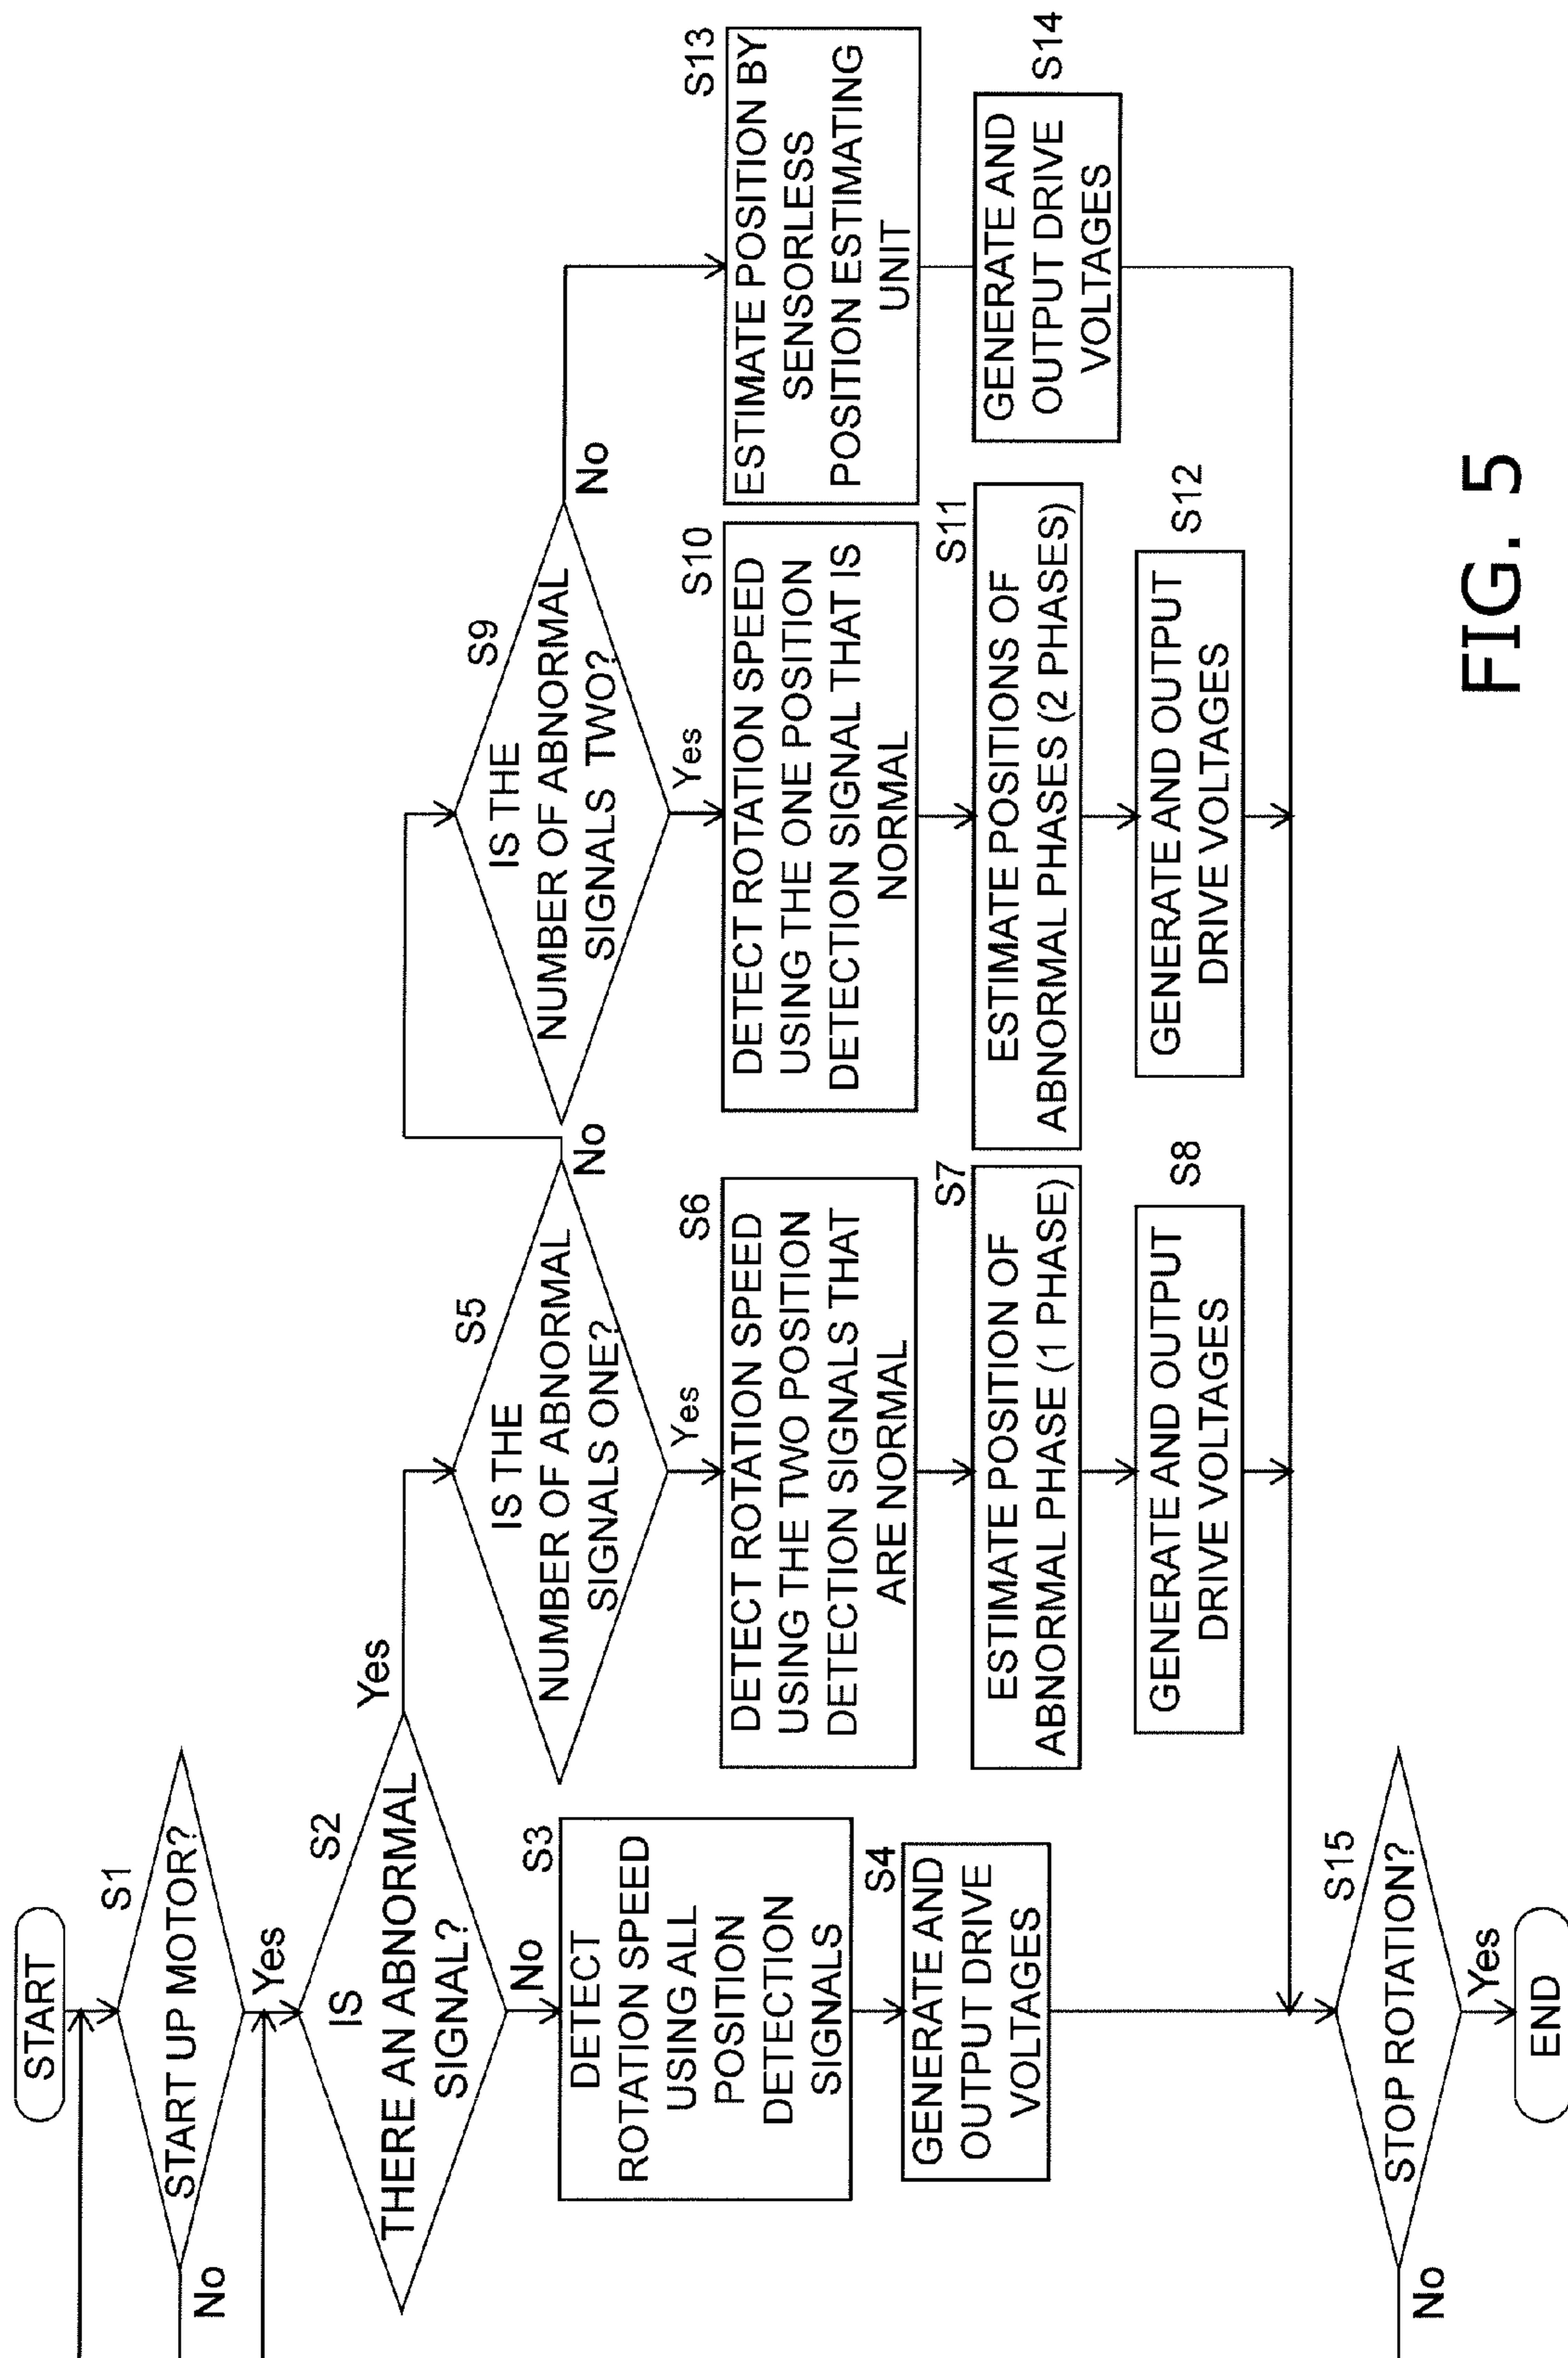 START
S1
START UP MOTOR?
No
Yes
S2
IS
THERE AN ABNORMAL
SIGNAL?
Yes
No
S3
DETECT
ROTATION SPEED
USING ALL
POSITION
DETECTION
SIGNALS
S4
GENERATE AND
OUTPUT DRIVE
VOLTAGES
S5
IS THE
NUMBER OF ABNORMAL
SIGNALS ONE?
No
Yes
S6
DETECT ROTATION SPEED
USING THE TWO POSITION
DETECTION SIGNALS THAT
ARE NORMAL
S7
ESTIMATE POSITION OF
ABNORMAL PHASE (1 PHASE)
S8
GENERATE AND OUTPUT
DRIVE VOLTAGES
S9
IS THE
NUMBER OF ABNORMAL
SIGNALS TWO?
No
Yes
S10
DETECT ROTATION SPEED
USING THE ONE POSITION
DETECTION SIGNAL THAT IS
NORMAL
S11
ESTIMATE POSITIONS OF
ABNORMAL PHASES (2 PHASES)
S12
GENERATE AND OUTPUT
DRIVE VOLTAGES
S13
ESTIMATE POSITION BY
SENSORLESS
POSITION ESTIMATING
UNIT
S14
GENERATE AND
OUTPUT DRIVE
VOLTAGES
S15
STOP ROTATION?
No
Yes
END
FIG. 5